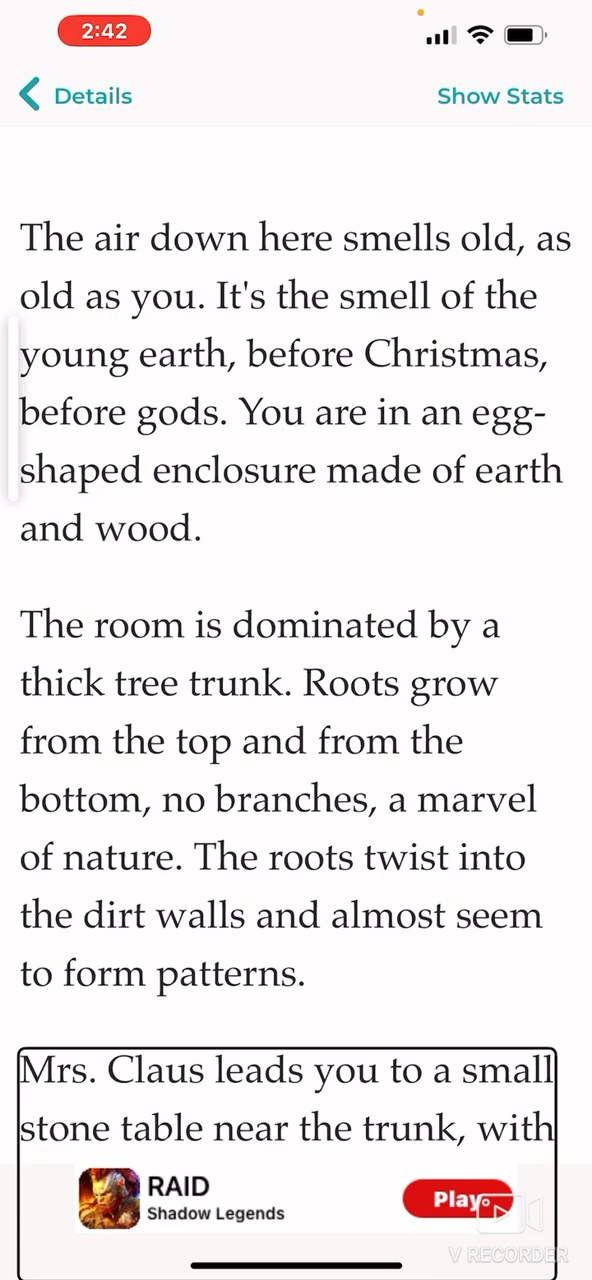 2:42
Details
Show Stats
The air down here smells old, as
old as you. It's the smell of the
young earth, before Christmas,
before gods. You are in an egg-
shaped enclosure made of earth
and wood.
The room is dominated by a
thick tree trunk. Roots grow
from the top and from the
bottom, no branches, a marvel
of nature. The roots twist into
the dirt walls and almost seem
to form patterns.
Mrs. Claus leads you to a small
stone table near the trunk, with
RAID
Shadow Legends
Play
V RECORDER